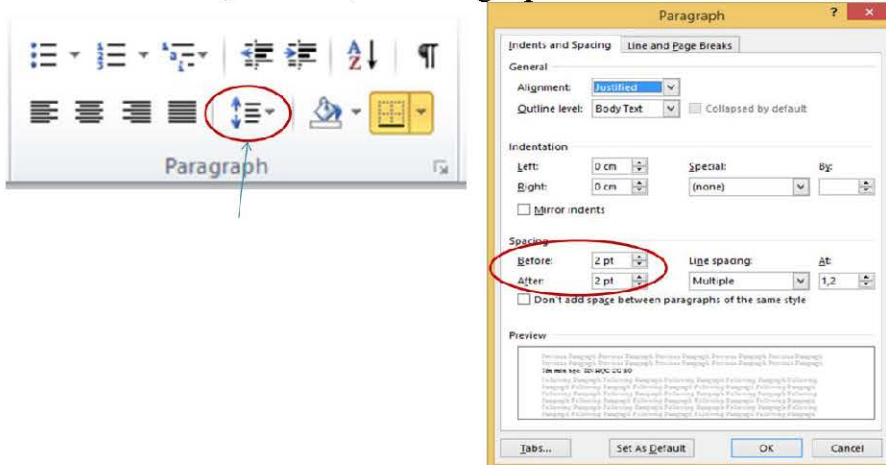 Paragraph
Paragraph ?
Indents and Spacing Line and Page Breaks
General
Alignment: Justified
Outline level: Body Text Collapsed by default
Indentation
Left: 0 cm Special: By:
Right: 0 cm (none)
Mirror indents
Spacing
Before: 2 pt Line spacing: At:
After: 2 pt Multiple 1,2
Don't add space between paragraphs of the same style
Preview
Tabs... Set As Default OK Cancel